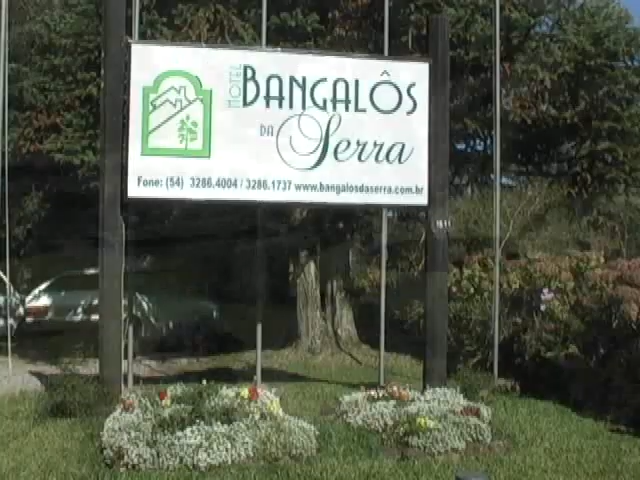 HOTEL
BANGALÔS
DA Serra
Fone: (54) 3286.4004 / 3286.1737 www.bangalosdaserra.com.br